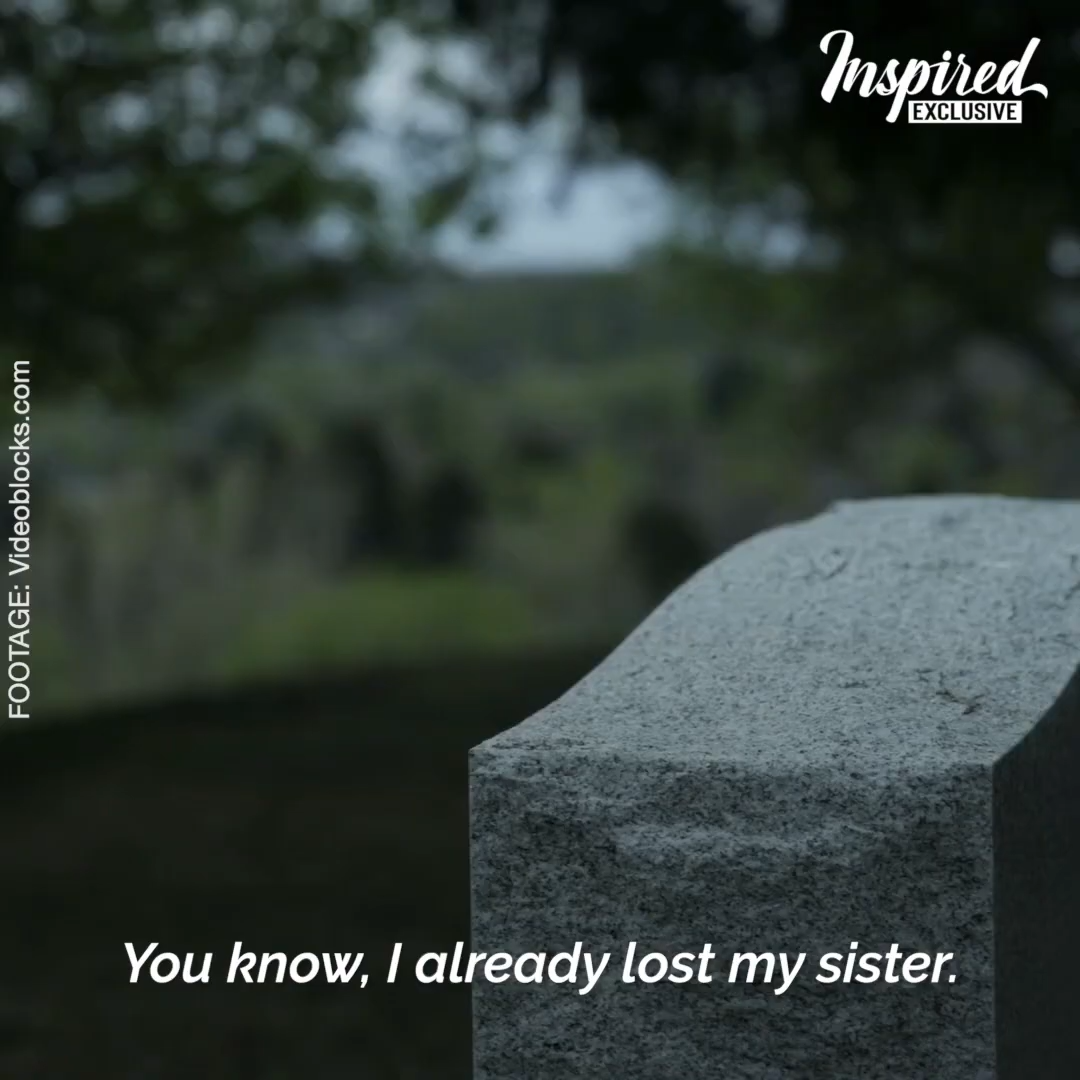 Inspired
EXCLUSIVE
FOOTAGE: Videoblocks.com
You know, I already lost my sister.